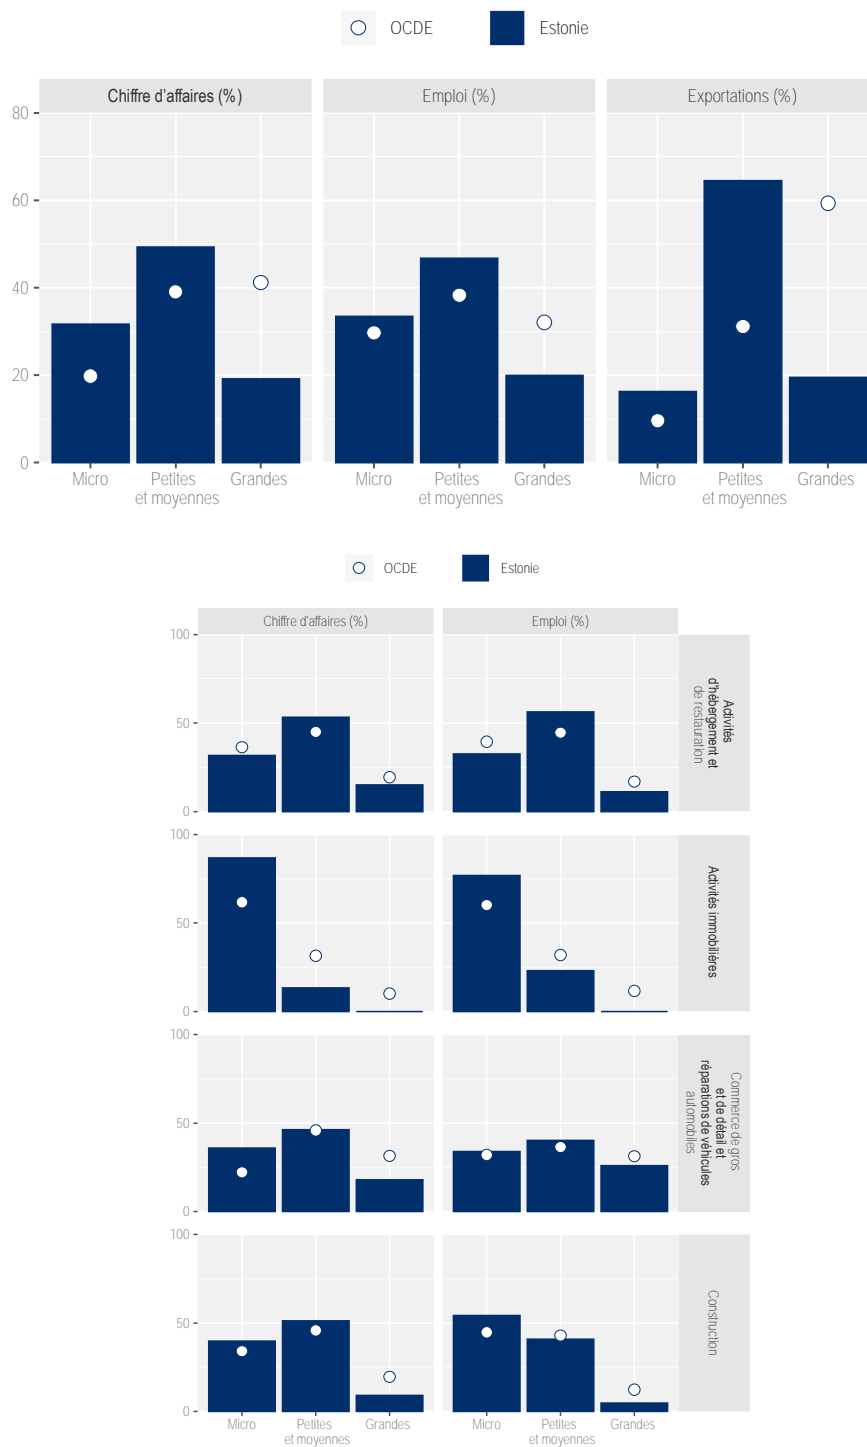 OCDE Estonie
Chiffre d'affaires (%) Emploi (%) Exportations (%)
80
60
40
20
0
Micro Petites et moyennes Grandes Micro Petites et moyennes Grandes Micro Petites et moyennes Grandes
OCDE Estonie
Chiffre d'affaires (%) Emploi (%)
100
50
0
Activités
d'hébergement et
de restauration
100
50
0
Activités immobilières
100
50
0
Commerce de gros
et de détail et
réparations de véhicules
automobiles
100
50
0
Construction
Micro Petites et moyennes Grandes Micro Petites et moyennes Grandes